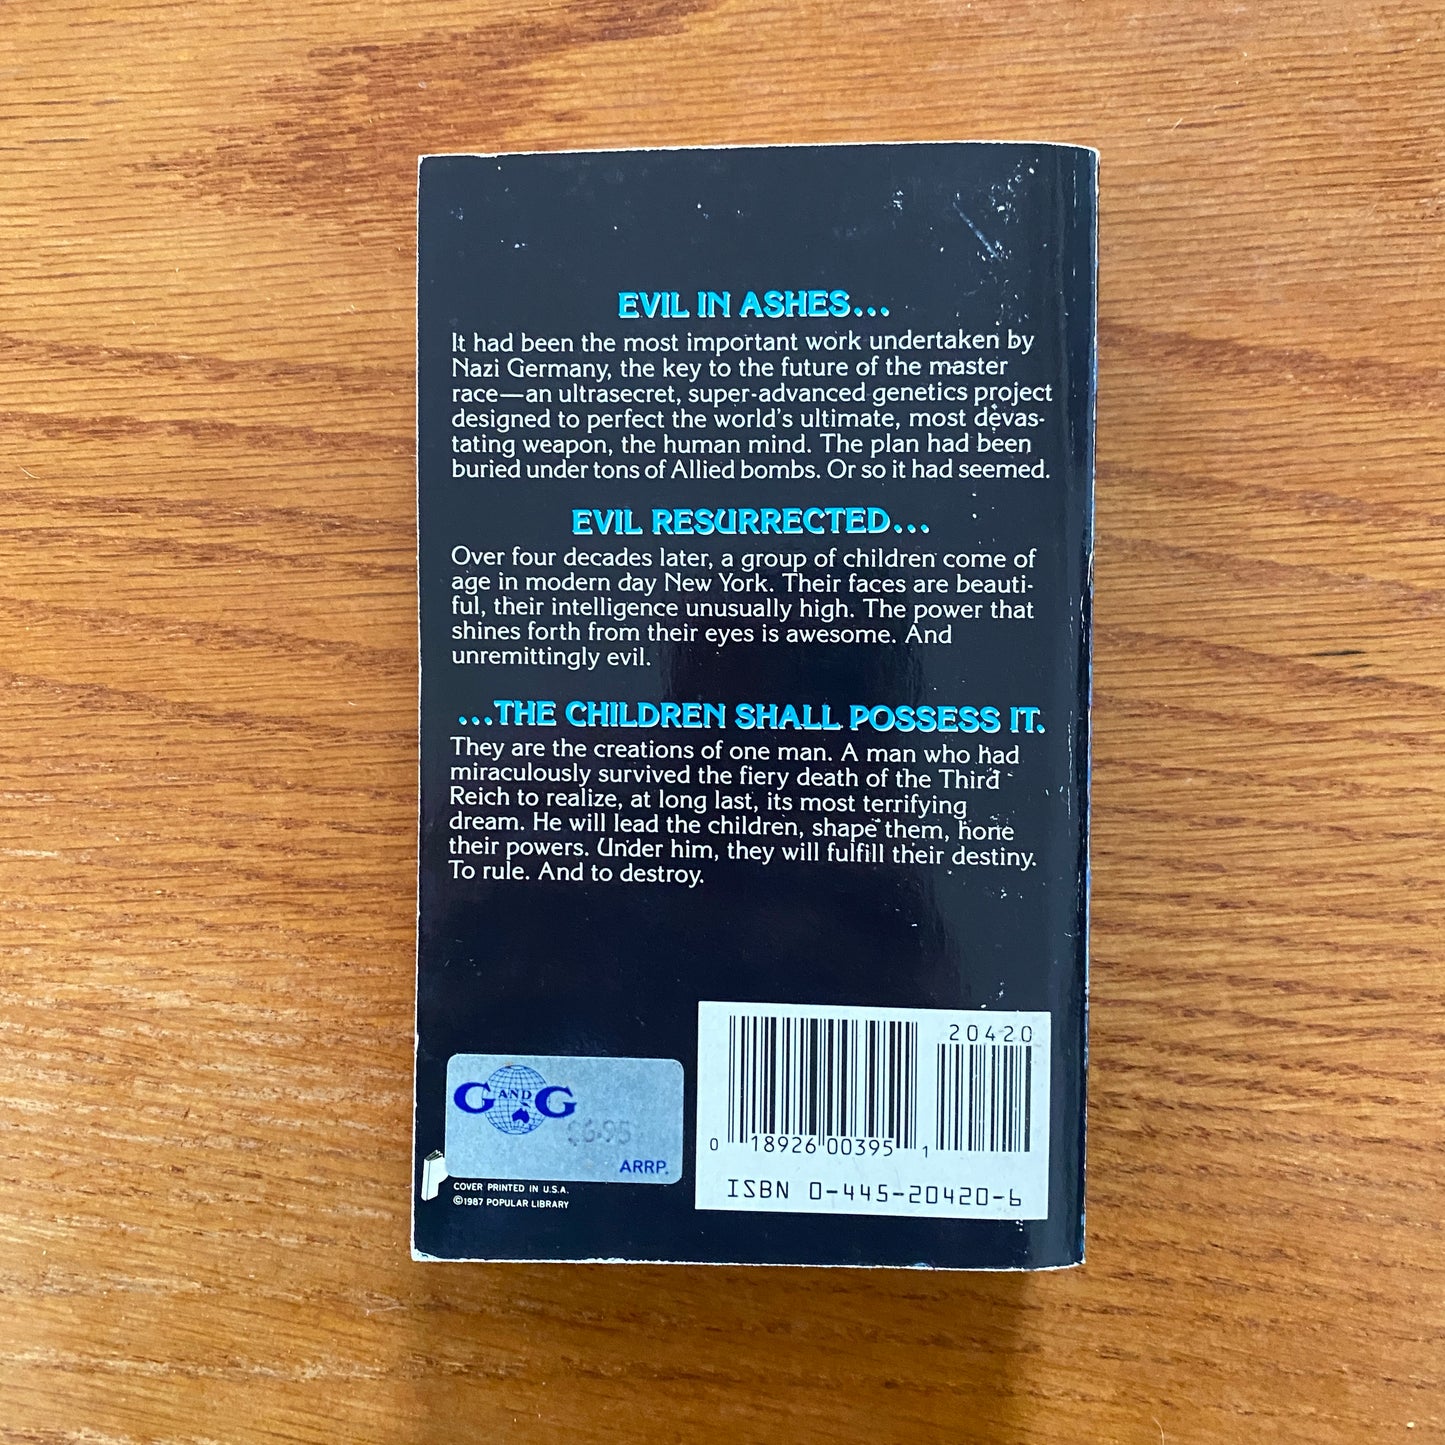 EVIL IN ASHES...
It had been the most important work undertaken by
Nazi Germany, the key to the future of the master
race—an ultrasecret, super-advanced genetics project
designed to perfect the world's ultimate, most devas-
tating weapon, the human mind. The plan had been
buried under tons of Allied bombs. Or so it had seemed.
EVIL RESURRECTED...
Over four decades later, a group of children come of
age in modern day New York. Their faces are beauti-
ful, their intelligence unusually high. The power that
shines forth from their eyes is awesome. And
unremittingly evil.
...THE CHILDREN SHALL POSSESS IT.
They are the creations of one man. A man who had
miraculously survived the fiery death of the Third
Reich to realize, at long last, its most terrifying
dream. He will lead the children, shape them, hone
their powers. Under him, they will fulfill their destiny.
To rule. And to destroy.
G AND G
$6.95
ARRP.
COVER PRINTED IN U.S.A.
©1987 POPULAR LIBRARY
20420
0 18926 00395 1
ISBN 0-445-20420-6